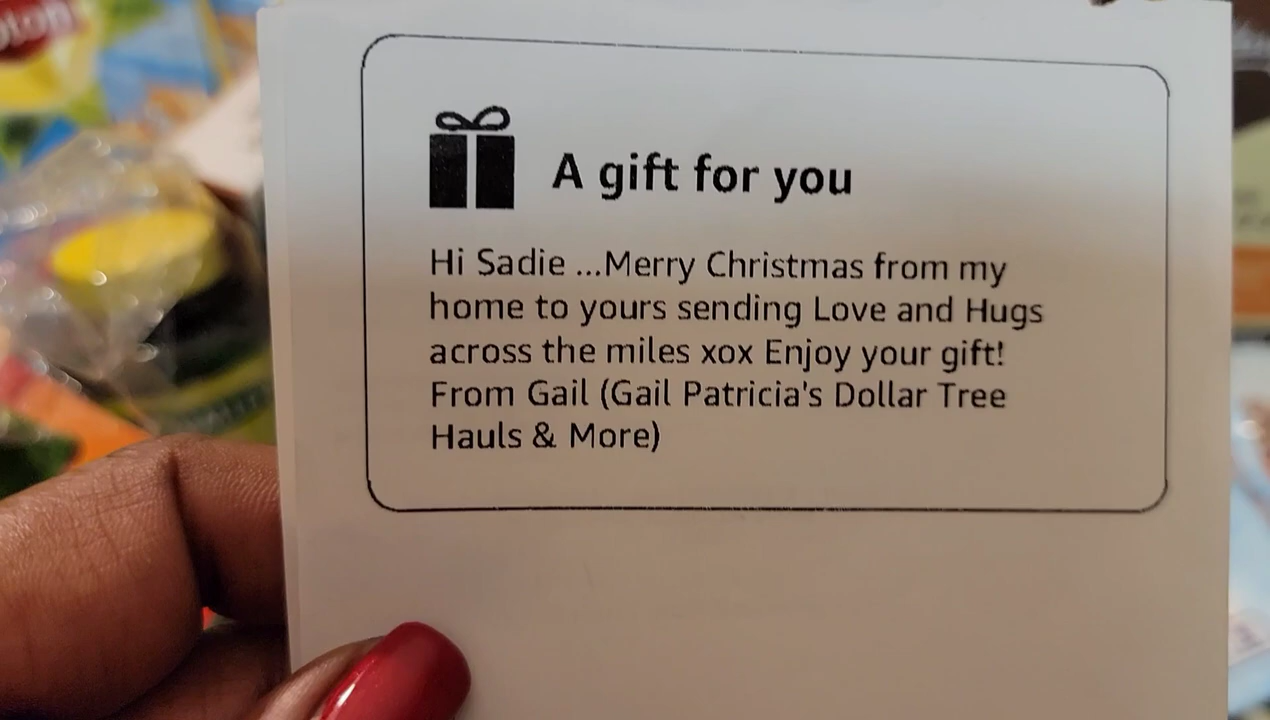 A gift for you
Hi Sadie ...Merry Christmas from my
home to yours sending Love and Hugs
across the miles xox Enjoy your gift!
From Gail (Gail Patricia's Dollar Tree
Hauls & More)